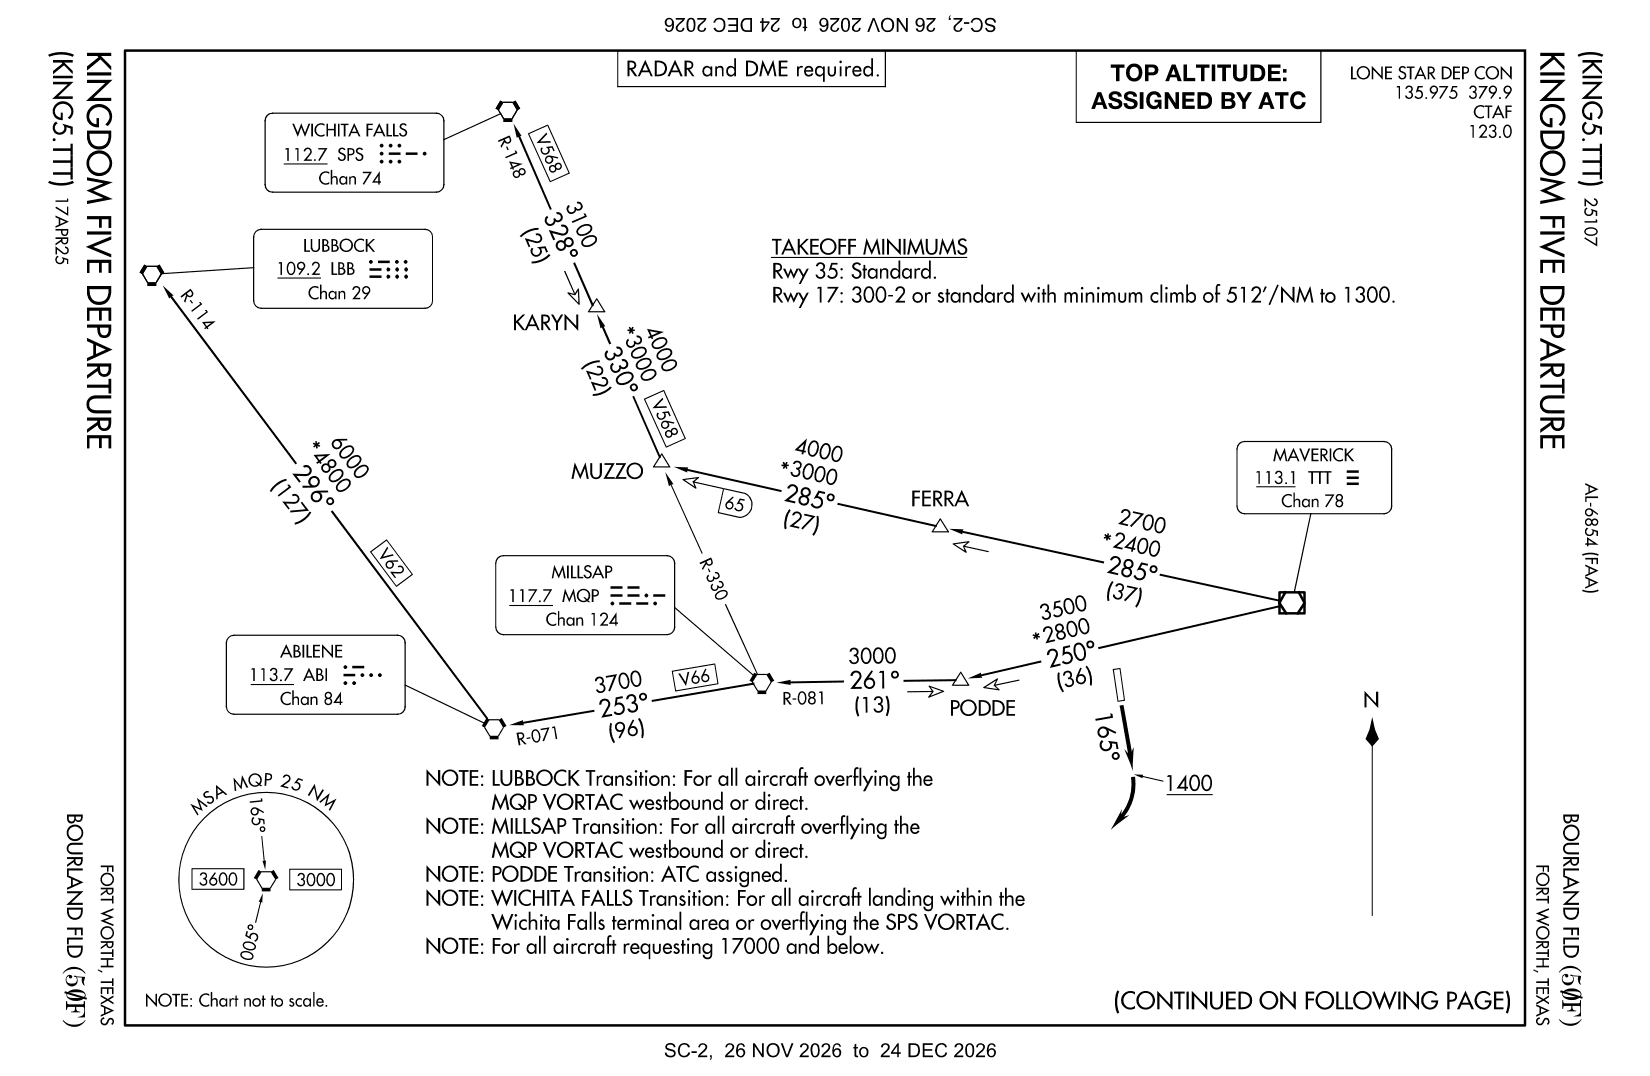 SC-2, 26 NOV 2026 to 24 DEC 2026
(KING5.TTT) 17APR25
KINGDOM FIVE DEPARTURE
BOURLAND FLD (50F)
FORT WORTH, TEXAS
RADAR and DME required.
TOP ALTITUDE:
ASSIGNED BY ATC
LONE STAR DEP CON
135.975 379.9
CTAF
123.0
WICHITA FALLS
112.7 SPS
Chan 74
R-148
V568
3100
328°
(25)
LUBBOCK
109.2 LBB
Chan 29
R-114
TAKEOFF MINIMUMS
Rwy 35: Standard.
Rwy 17: 300-2 or standard with minimum climb of 512’/NM to 1300.
KARYN
4000
*3000
330°
(22)
V568
6000
*4800
296°
(127)
V62
MUZZO
4000
*3000
285°
(27)
65
FERRA
MAVERICK
113.1 TTT
Chan 78
2700
*2400
285°
(37)
R-330
MILLSAP
117.7 MQP
Chan 124
3500
*2800
250°
(36)
ABILENE
113.7 ABI
Chan 84
R-071
3700
253°
(96)
V66
R-081
3000
261°
(13)
PODDE
165°
1400
N
MSA MQP 25 NM
165°
3600
3000
005°
NOTE: LUBBOCK Transition: For all aircraft overflying the
MQP VORTAC westbound or direct.
NOTE: MILLSAP Transition: For all aircraft overflying the
MQP VORTAC westbound or direct.
NOTE: PODDE Transition: ATC assigned.
NOTE: WICHITA FALLS Transition: For all aircraft landing within the
Wichita Falls terminal area or overflying the SPS VORTAC.
NOTE: For all aircraft requesting 17000 and below.
NOTE: Chart not to scale.
(CONTINUED ON FOLLOWING PAGE)
(KING5.TTT) 25107
KINGDOM FIVE DEPARTURE
AL-6854 (FAA)
BOURLAND FLD (50F)
FORT WORTH, TEXAS
SC-2, 26 NOV 2026 to 24 DEC 2026